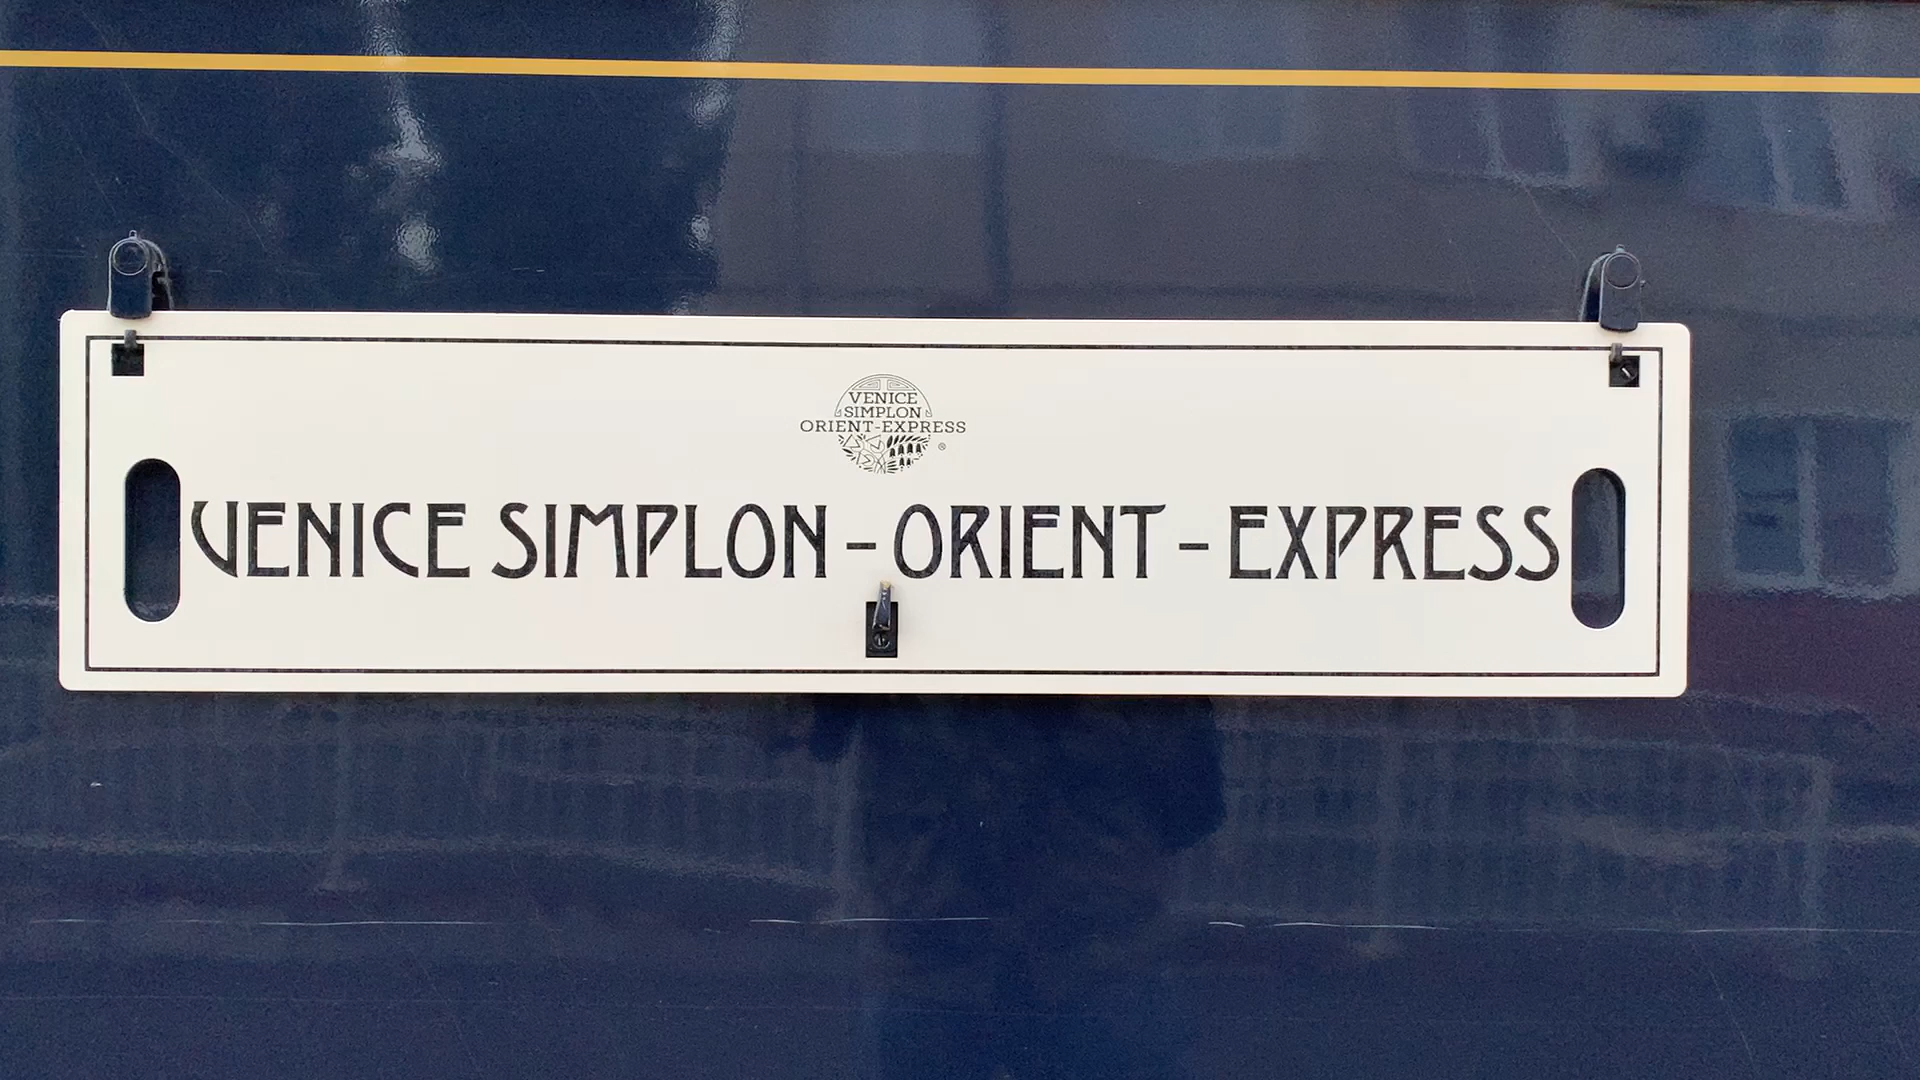 VENICE
SIMPLON
ORIENT-EXPRESS
®
VENICE SIMPLON - ORIENT - EXPRESS